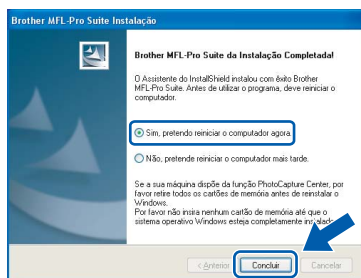 Brother MFL-Pro Suite Instalação
Brother MFL-Pro Suite da Instalação Completada!
O Assistente do InstallShield instalou com êxito Brother
MFL-Pro Suite. Antes de utilizar o programa, deve reiniciar o
computador.
Sim, pretendo reiniciar o computador agora.
Não, pretende reiniciar o computador mais tarde.
Se a sua máquina dispõe da função PhotoCapture Center, por
favor retire todos os cartões de memória antes de reinstalar o
Windows.
Por favor não insira nenhum cartão de memória até que o
sistema operativo Windows esteja completamente instalado.
< Anterior
Concluir
Cancelar